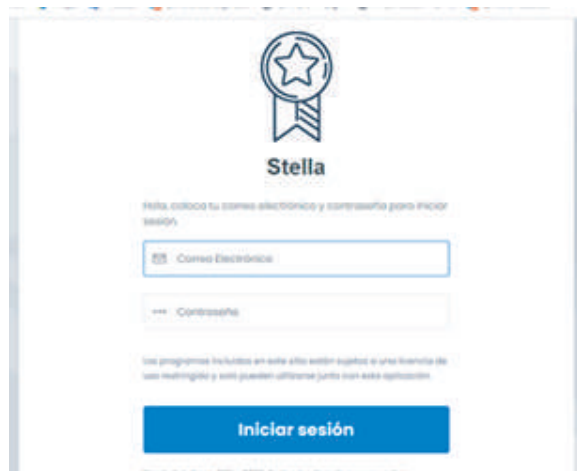 Stella
Hola, coloca tu correo electrónico y contraseña para iniciar
sesión.
Correo Electrónico
Contraseña
Los programas incluidos en este sitio están sujetos a una licencia de
uso restringido y solo pueden utilizarse junto con esta aplicación.
Iniciar sesión